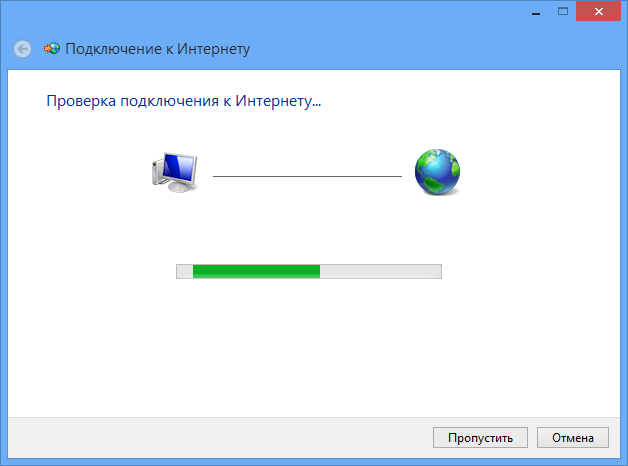 Подключение к Интернету
Проверка подключения к Интернету...
Пропустить
Отмена